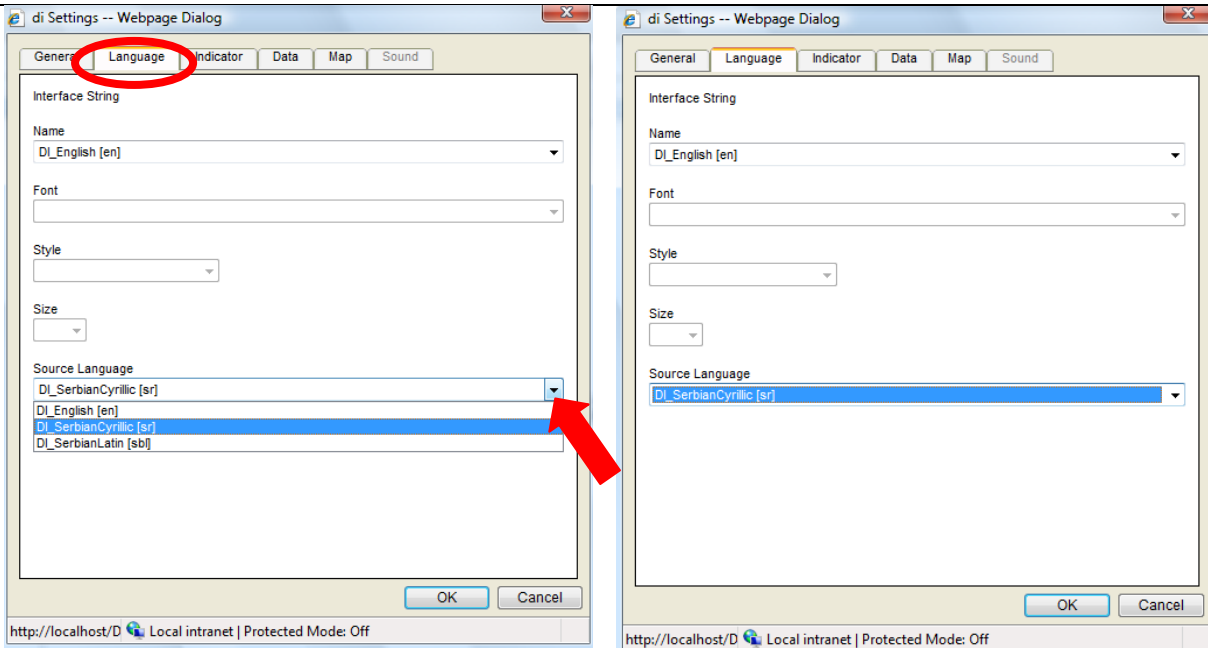 di Settings -- Webpage Dialog
General Language Indicator Data Map Sound
Interface String
Name
DI_English [en]
Font
Style
Size
Source Language
DI_SerbianCyrillic [sr]
DI_English [en]
DI_SerbianCyrillic [sr]
DI_SerbianLatin [sbl]
OK Cancel
http://localhost/D Local intranet | Protected Mode: Off
di Settings -- Webpage Dialog
General Language Indicator Data Map Sound
Interface String
Name
DI_English [en]
Font
Style
Size
Source Language
DI_SerbianCyrillic [sr]
OK Cancel
http://localhost/D Local intranet | Protected Mode: Off